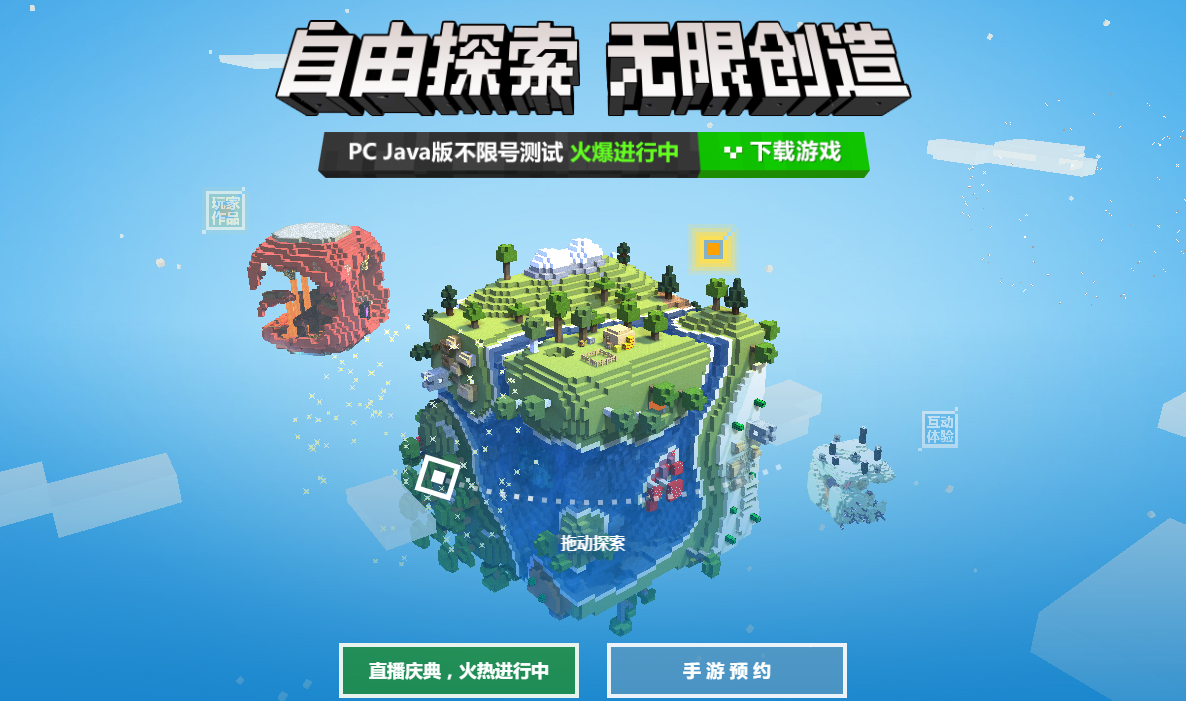 自由探索 无限创造
PC Java版不限号测试 火爆进行中 下载游戏
玩家
作品
互动
体验
拖动探索
直播庆典，火热进行中
手游预约